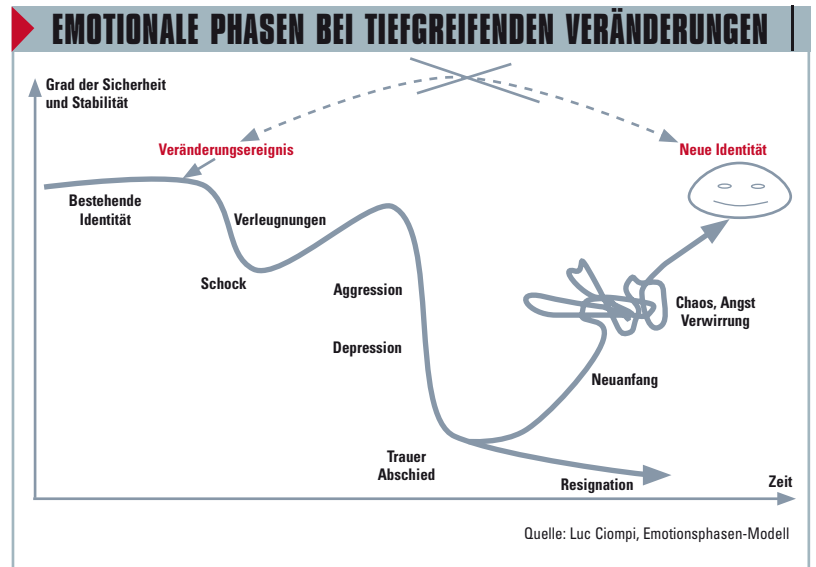 EMOTIONALE PHASEN BEI TIEFGREIFENDEN VERÄNDERUNGEN
Grad der Sicherheit
und Stabilität
Veränderungsereignis
Neue Identität
Bestehende
Identität
Verleugnungen
Schock
Aggression
Chaos, Angst
Verwirrung
Depression
Neuanfang
Trauer
Abschied
Resignation
Zeit
Quelle: Luc Ciompi, Emotionsphasen-Modell